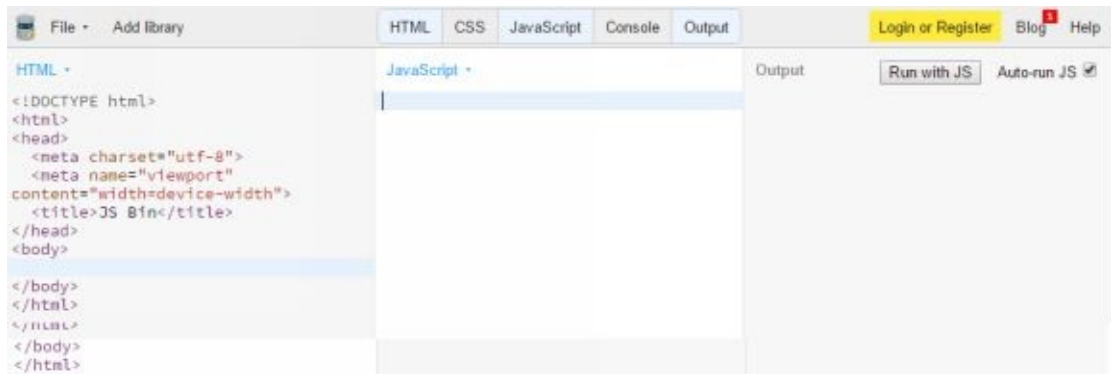 File Add library HTML CSS JavaScript Console Output Login or Register Blog 1 Help
HTML
<!DOCTYPE html>
<html>
<head>
<meta charset="utf-8">
<meta name="viewport"
content="width=device-width">
<title>JS Bin</title>
</head>
<body>
</body>
</html>
</html>
</body>
</html>
JavaScript
Output Run with JS Auto-run JS